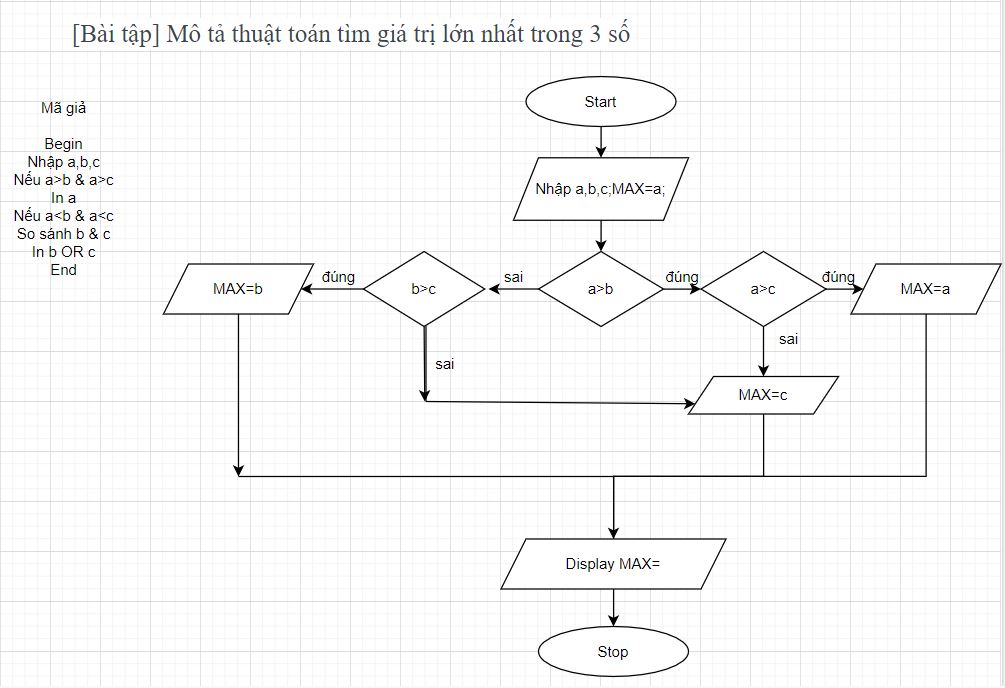 [Bài tập] Mô tả thuật toán tìm giá trị lớn nhất trong 3 số
Mã giả
Begin
Nhập a,b,c
Nếu a>b & a>c
In a
Nếu a<b & a<c
So sánh b & c
In b OR c
End
Start
Nhập a,b,c;MAX=a;
MAX=b
đúng
b>c
sai
a>b
đúng
a>c
đúng
MAX=a
sai
sai
MAX=c
Display MAX=
Stop